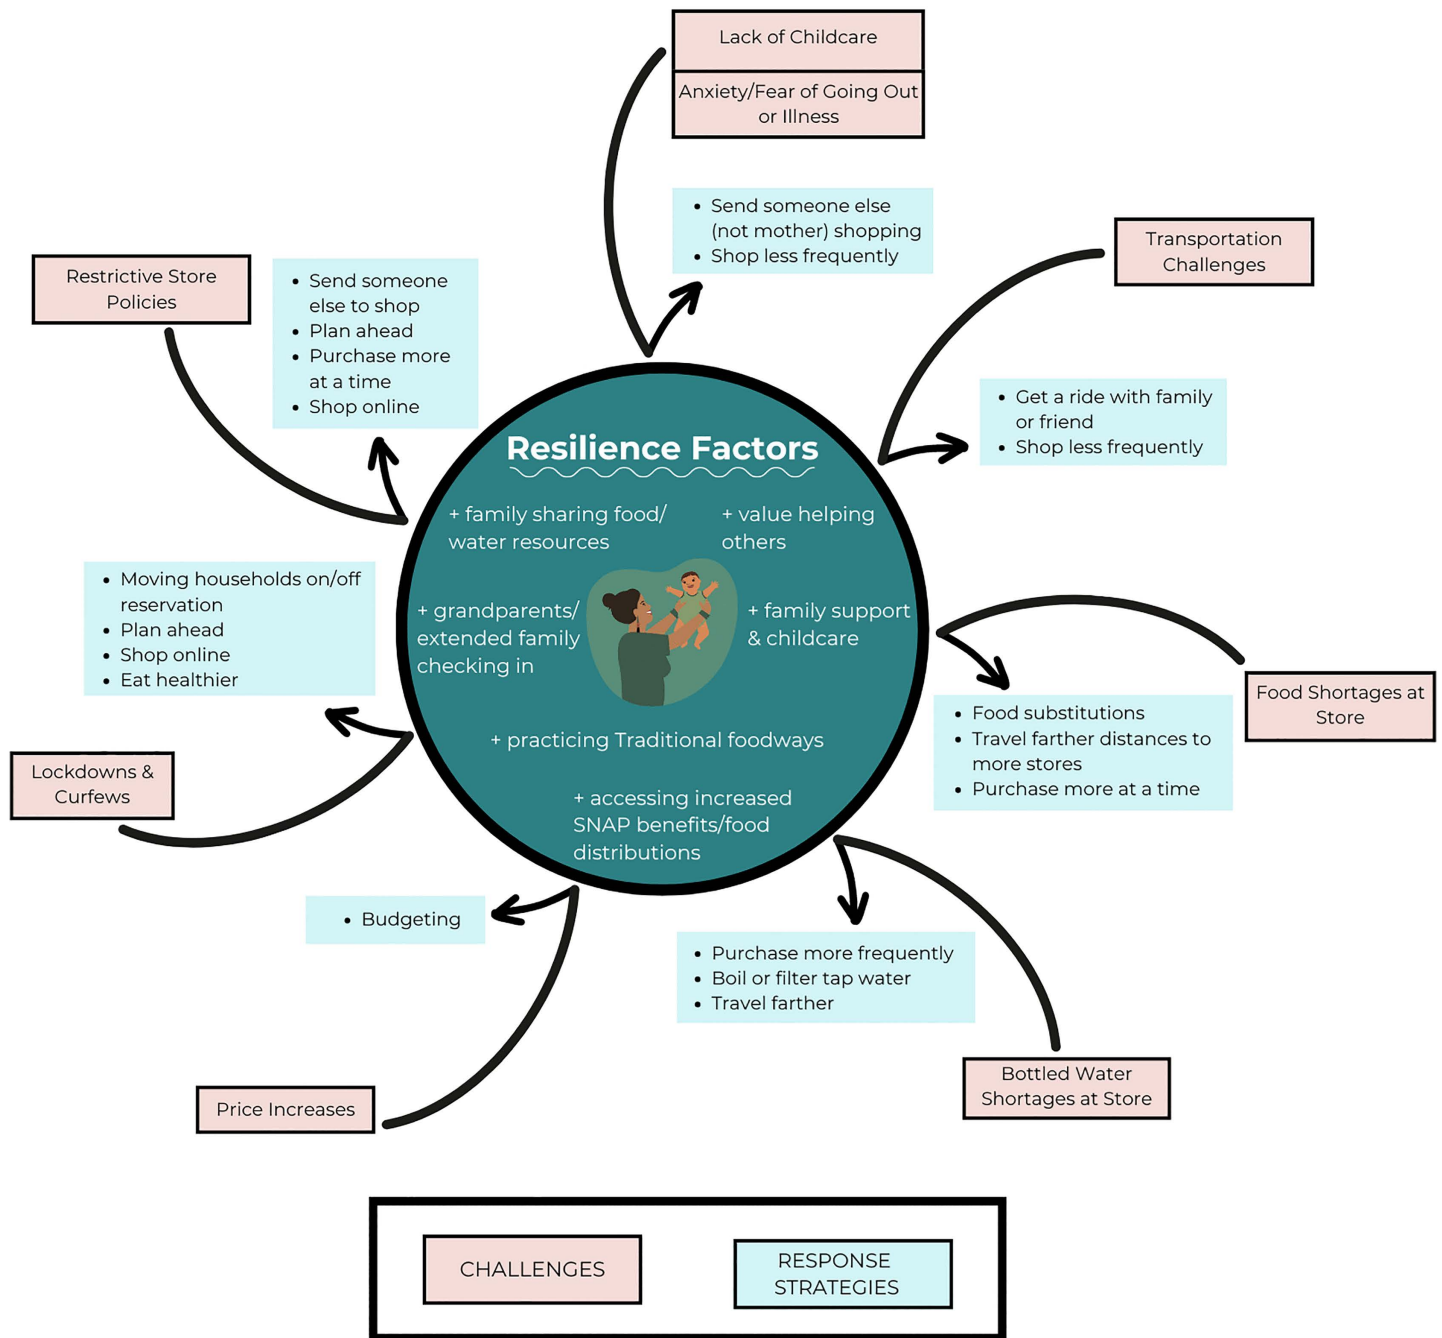 Lack of Childcare
Anxiety/Fear of Going Out
or Illness
• Send someone else
(not mother) shopping
• Shop less frequently
Transportation
Challenges
• Get a ride with family
or friend
• Shop less frequently
Restrictive Store
Policies
• Send someone
else to shop
• Plan ahead
• Purchase more
at a time
• Shop online
Resilience Factors
+ family sharing food/
water resources
+ value helping
others
+ grandparents/
extended family
checking in
+ family support
& childcare
+ practicing Traditional foodways
+ accessing increased
SNAP benefits/food
distributions
• Moving households on/off
reservation
• Plan ahead
• Shop online
• Eat healthier
Lockdowns &
Curfews
Food Shortages at
Store
• Food substitutions
• Travel farther distances to
more stores
• Purchase more at a time
• Budgeting
Price Increases
• Purchase more frequently
• Boil or filter tap water
• Travel farther
Bottled Water
Shortages at Store
CHALLENGES
RESPONSE
STRATEGIES